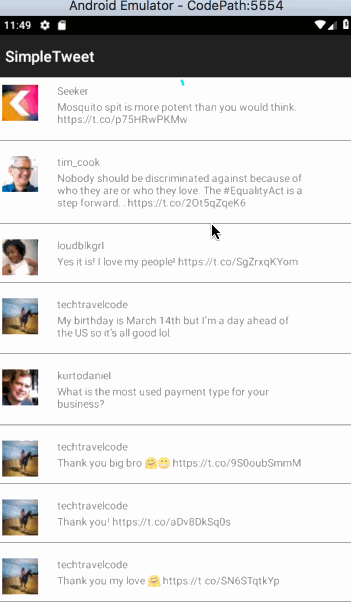 Android Emulator - CodePath:5554
11:49
SimpleTweet
Seeker
Mosquito spit is more potent than you would think.
https://t.co/p75HRwPKMw
tim_cook
Nobody should be discriminated against because of
who they are or who they love. The #EqualityAct is a
step forward. . https://t.co/2Ot5qZqeK6
loudblkgrl
Yes it is! I love my people! https://t.co/SgZrxqKYom
techtravelcode
My birthday is March 14th but I'm a day ahead of
the US so it's all good lol.
kurtodaniel
What is the most used payment type for your
business?
techtravelcode
Thank you big bro 🤗😬 https://t.co/9S0oubSmmM
techtravelcode
Thank you! https://t.co/aDv8DkSq0s
techtravelcode
Thank you my love 🤗 https://t.co/SN6STqtkYp